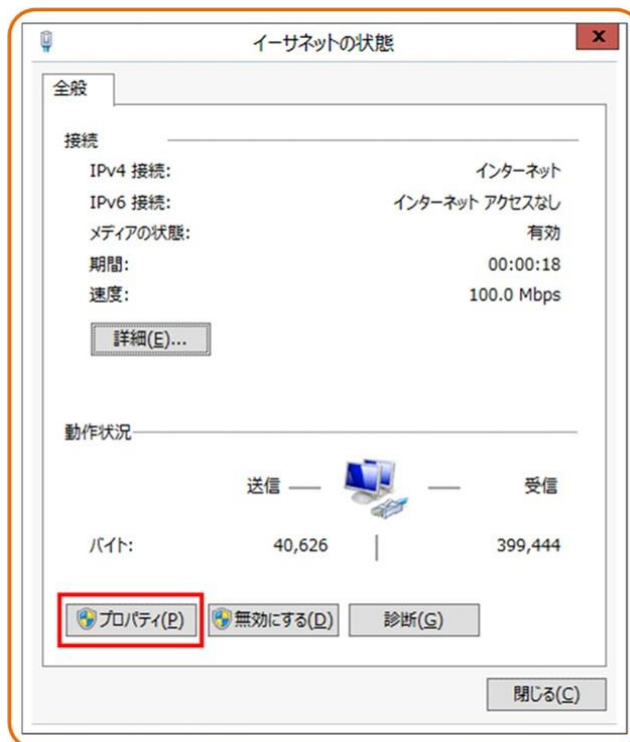 イーサネットの状態
x
全般
接続
IPv4 接続: インターネット
IPv6 接続: インターネット アクセスなし
メディアの状態: 有効
期間: 00:00:18
速度: 100.0 Mbps
詳細(E)...
動作状況
送信 受信
バイト: 40,626 399,444
プロパティ(P) 無効にする(D) 診断(G)
閉じる(C)